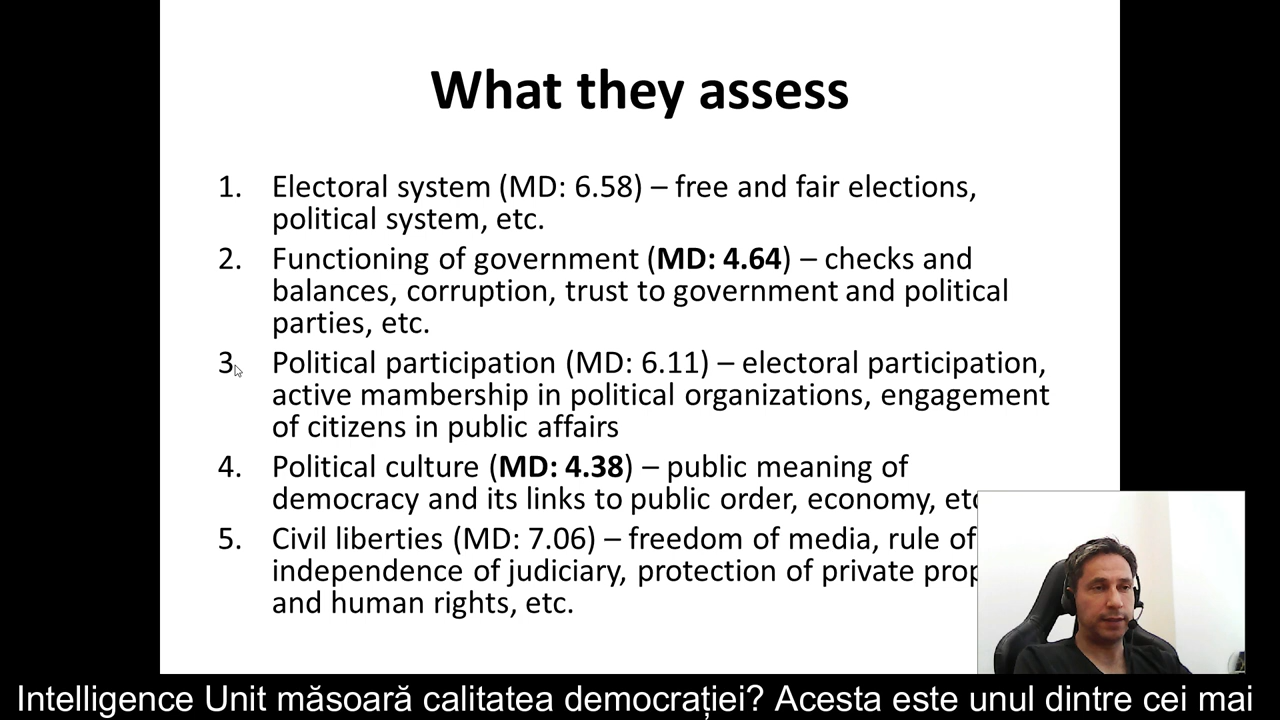 What they assess
1. Electoral system (MD: 6.58) – free and fair elections,
political system, etc.
2. Functioning of government (MD: 4.64) – checks and
balances, corruption, trust to government and political
parties, etc.
3. Political participation (MD: 6.11) – electoral participation,
active mambership in political organizations, engagement
of citizens in public affairs
4. Political culture (MD: 4.38) – public meaning of
democracy and its links to public order, economy,
5. Civil liberties (MD: 7.06) – freedom of media, rule of
independence of judiciary, protection of private
and human rights, etc.
Intelligence Unit măsoară calitatea democrației? Acesta este unul dintre cei mai